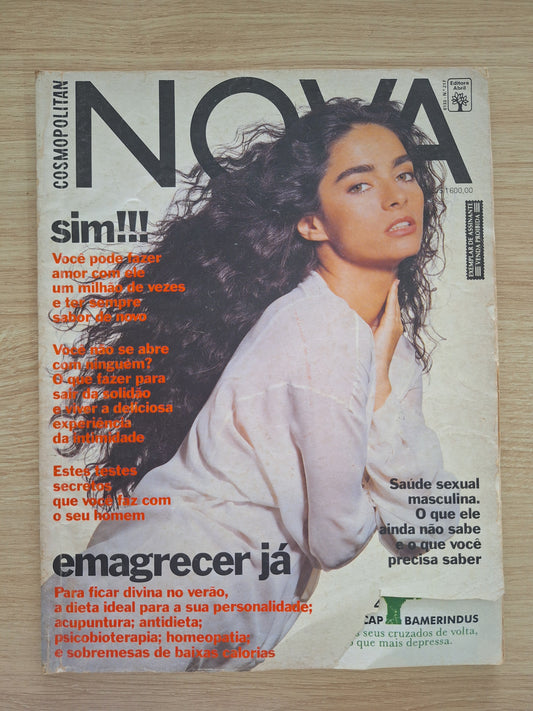 COSMOPOLITAN
NOVA
Editora
Abril
1600,00
EXEMPLAR DE ASSINANTE
VENDA PROIBIDA
sim!!!
Você pode fazer
amor com ele
um milhão de vezes
e ter sempre
sabor de novo
Você não se abre
com ninguém?
O que fazer para
sair da solidão
e viver a deliciosa
experiência
da intimidade
Estes testes
secretos
que você faz com
o seu homem
Saúde sexual
masculina.
O que ele
ainda não sabe
e o que você
precisa saber
emagrecer já
Para ficar divina no verão,
a dieta ideal para a sua personalidade;
acupuntura; antidieta;
psicobioterapia; homeopatia;
e sobremesas de baixas calorias
CAP BAMERINDUS
s seus cruzados de volta,
que mais depressa.